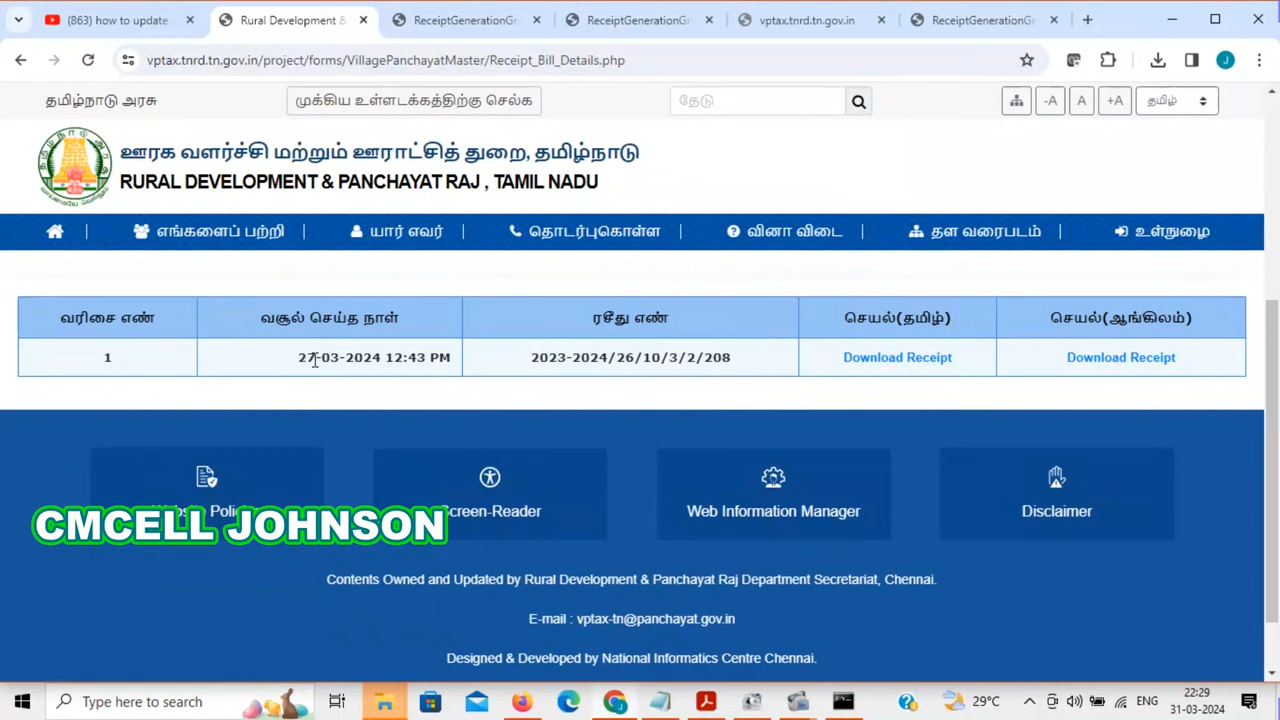 (863) how to update
Rural Development &
ReceiptGenerationGr
ReceiptGenerationGr
vptax.tnrd.tn.gov.in
ReceiptGenerationGr
vptax.tnrd.tn.gov.in/project/forms/VillagePanchayatMaster/Receipt_Bill_Details.php
J
தமிழ்நாடு அரசு
முக்கிய உள்ளடக்கத்திற்கு செல்க
தேடு
-A
A
+A
தமிழ்
ஊரக வளர்ச்சி மற்றும் ஊராட்சித் துறை, தமிழ்நாடு
RURAL DEVELOPMENT & PANCHAYAT RAJ , TAMIL NADU
எங்களைப் பற்றி
யார் எவர்
தொடர்புகொள்ள
வினா விடை
தள வரைபடம்
உள்நுழை
வரிசை எண்
வசூல் செய்த நாள்
ரசீது எண்
செயல்(தமிழ்)
செயல்(ஆங்கிலம்)
1
27-03-2024 12:43 PM
2023-2024/26/10/3/2/208
Download Receipt
Download Receipt
Screen-Reader
Web Information Manager
Disclaimer
CMCELL JOHNSON
Contents Owned and Updated by Rural Development & Panchayat Raj Department Secretariat, Chennai.
E-mail : vptax-tn@panchayat.gov.in
Designed & Developed by National Informatics Centre Chennai.
Type here to search
29°C
ENG
22:29
31-03-2024